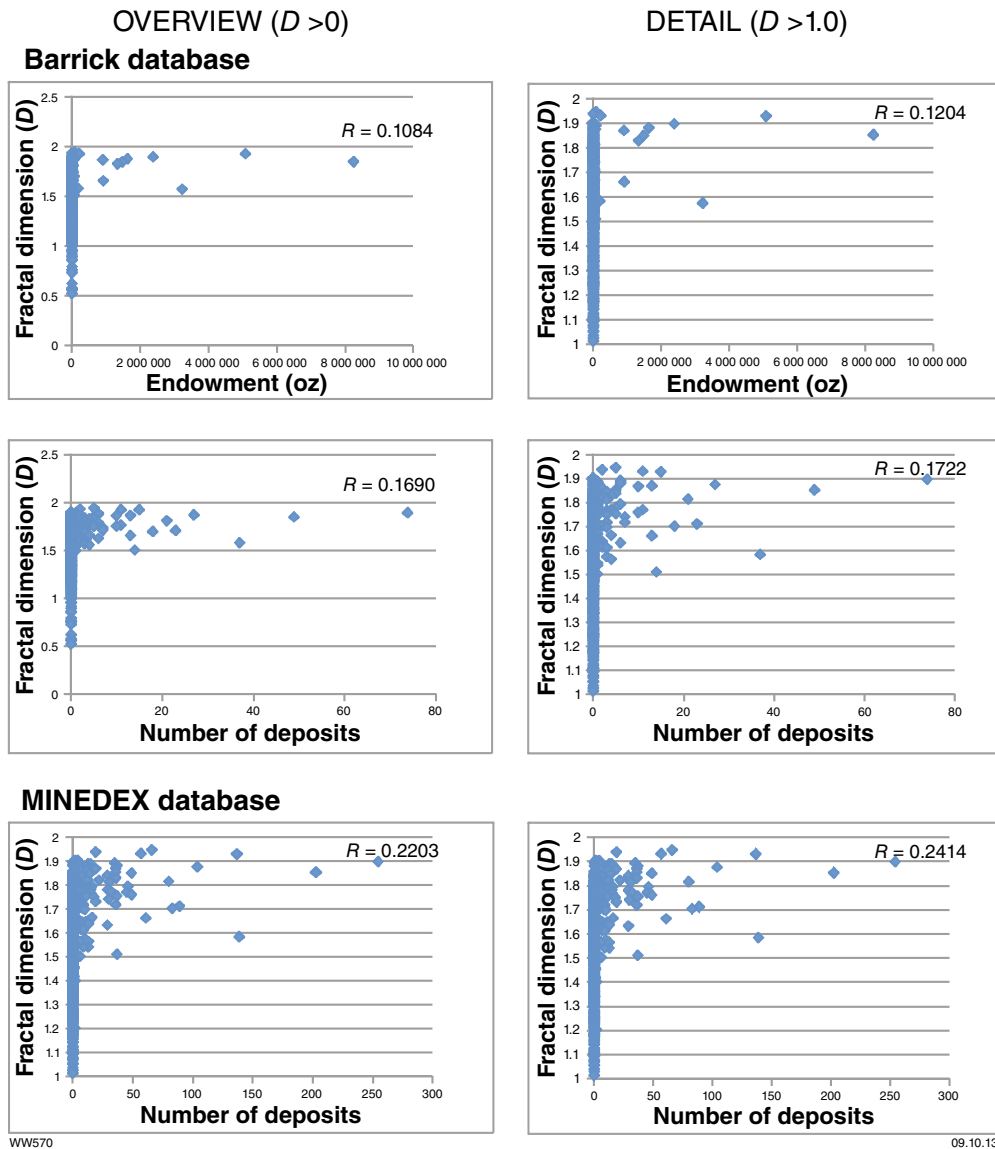 OVERVIEW (D >0)
DETAIL (D >1.0)
Barrick database
Fractal dimension (D)
2.5
2
1.5
1
0.5
0
R = 0.1084
0 2 000 000 4 000 000 6 000 000 8 000 000 10 000 000
Endowment (oz)
Fractal dimension (D)
2
1.9
1.8
1.7
1.6
1.5
1.4
1.3
1.2
1.1
1
R = 0.1204
0 2 000 000 4 000 000 6 000 000 8 000 000 10 000 000
Endowment (oz)
Fractal dimension (D)
2.5
2
1.5
1
0.5
0
R = 0.1690
0 20 40 60 80
Number of deposits
Fractal dimension (D)
2
1.9
1.8
1.7
1.6
1.5
1.4
1.3
1.2
1.1
1
R = 0.1722
0 20 40 60 80
Number of deposits
MINEDEX database
Fractal dimension (D)
2
1.9
1.8
1.7
1.6
1.5
1.4
1.3
1.2
1.1
1
R = 0.2203
0 50 100 150 200 250 300
Number of deposits
Fractal dimension (D)
2
1.9
1.8
1.7
1.6
1.5
1.4
1.3
1.2
1.1
1
R = 0.2414
0 50 100 150 200 250 300
Number of deposits
WW570
09.10.13